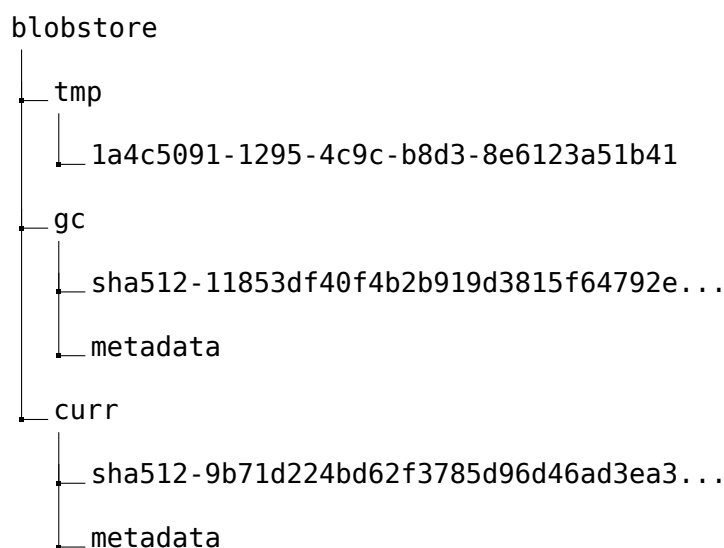 blobstore
tmp
1a4c5091-1295-4c9c-b8d3-8e6123a51b41
gc
sha512-11853df40f4b2b919d3815f64792e...
metadata
curr
sha512-9b71d224bd62f3785d96d46ad3ea3...
metadata